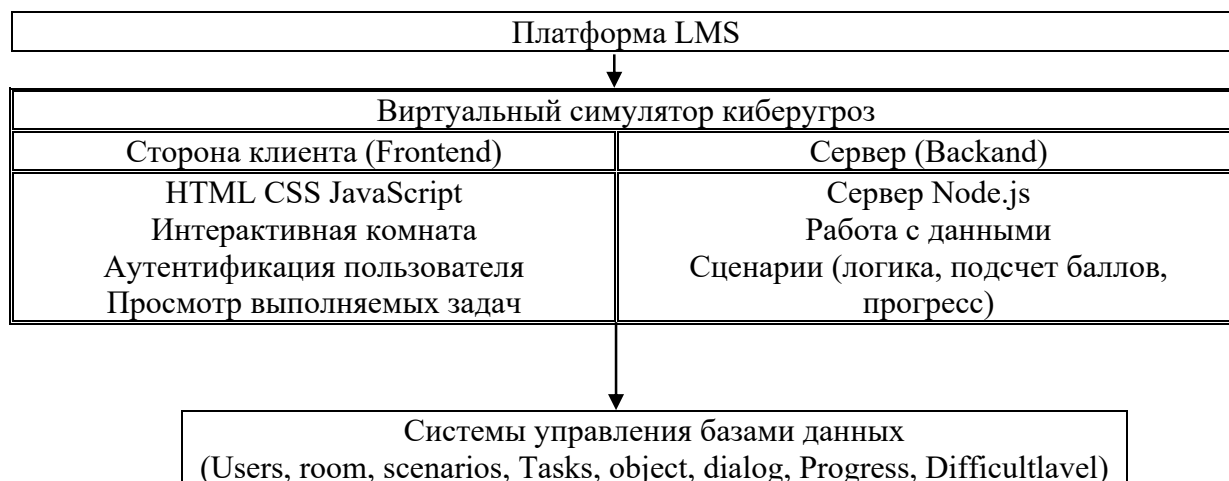 Платформа LMS
Виртуальный симулятор киберугроз
Сторона клиента (Frontend)
Сервер (Backand)
HTML CSS JavaScript
Интерактивная комната
Аутентификация пользователя
Просмотр выполняемых задач
Сервер Node.js
Работа с данными
Сценарии (логика, подсчет баллов,
прогресс)
Системы управления базами данных
(Users, room, scenarios, Tasks, object, dialog, Progress, Difficultlavel)